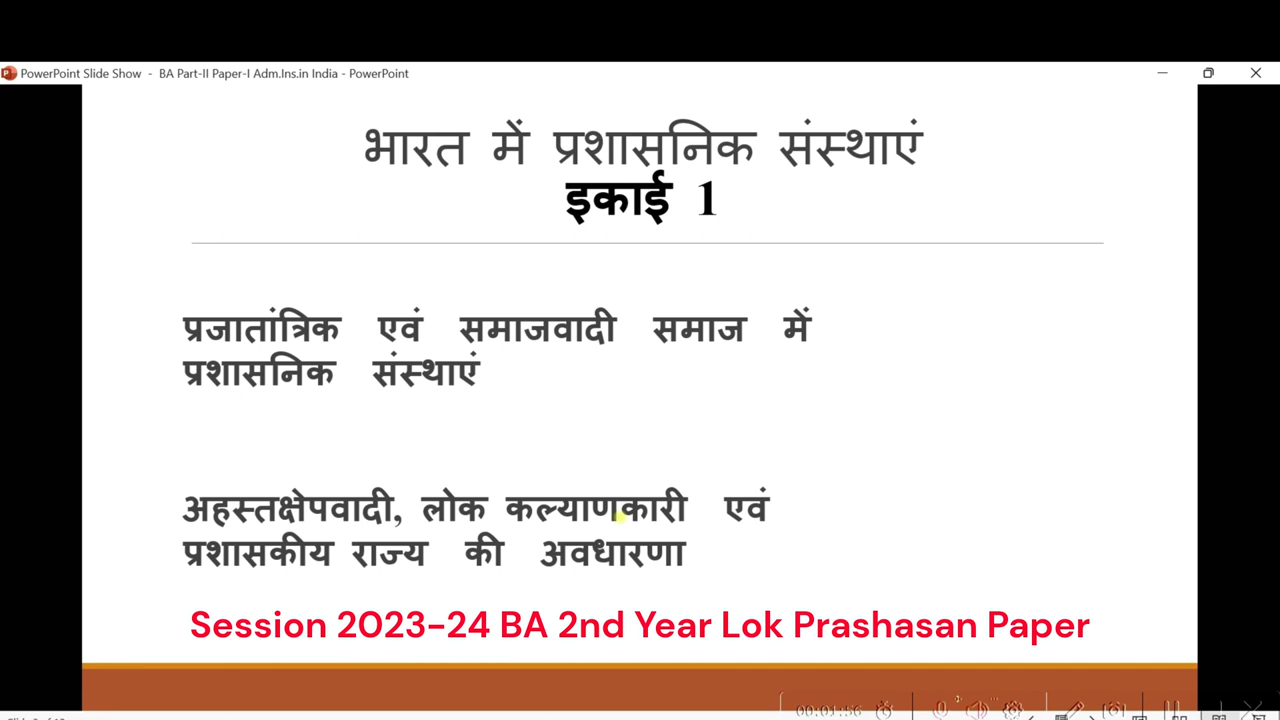 PowerPoint Slide Show - BA Part-II Paper-I Adm.Ins.in India - PowerPoint
भारत में प्रशासनिक संस्थाएं
इकाई 1
प्रजातांत्रिक एवं समाजवादी समाज में
प्रशासनिक संस्थाएं
अहस्तक्षेपवादी, लोक कल्याणकारी एवं
प्रशासकीय राज्य की अवधारणा
Session 2023-24 BA 2nd Year Lok Prashasan Paper
00:01:56